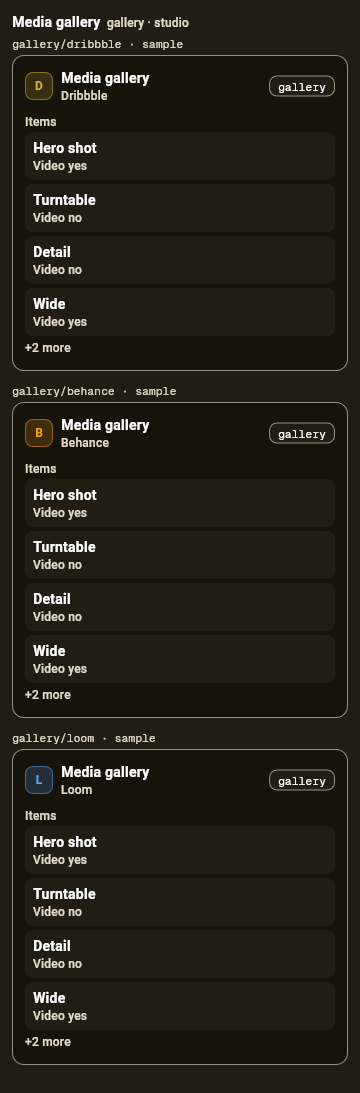 Media gallery gallery · studio
gallery/dribbble · sample
D Media gallery gallery
Dribbble
Items
Hero shot
Video yes
Turntable
Video no
Detail
Video no
Wide
Video yes
+2 more
gallery/behance · sample
B Media gallery gallery
Behance
Items
Hero shot
Video yes
Turntable
Video no
Detail
Video no
Wide
Video yes
+2 more
gallery/loom · sample
L Media gallery gallery
Loom
Items
Hero shot
Video yes
Turntable
Video no
Detail
Video no
Wide
Video yes
+2 more